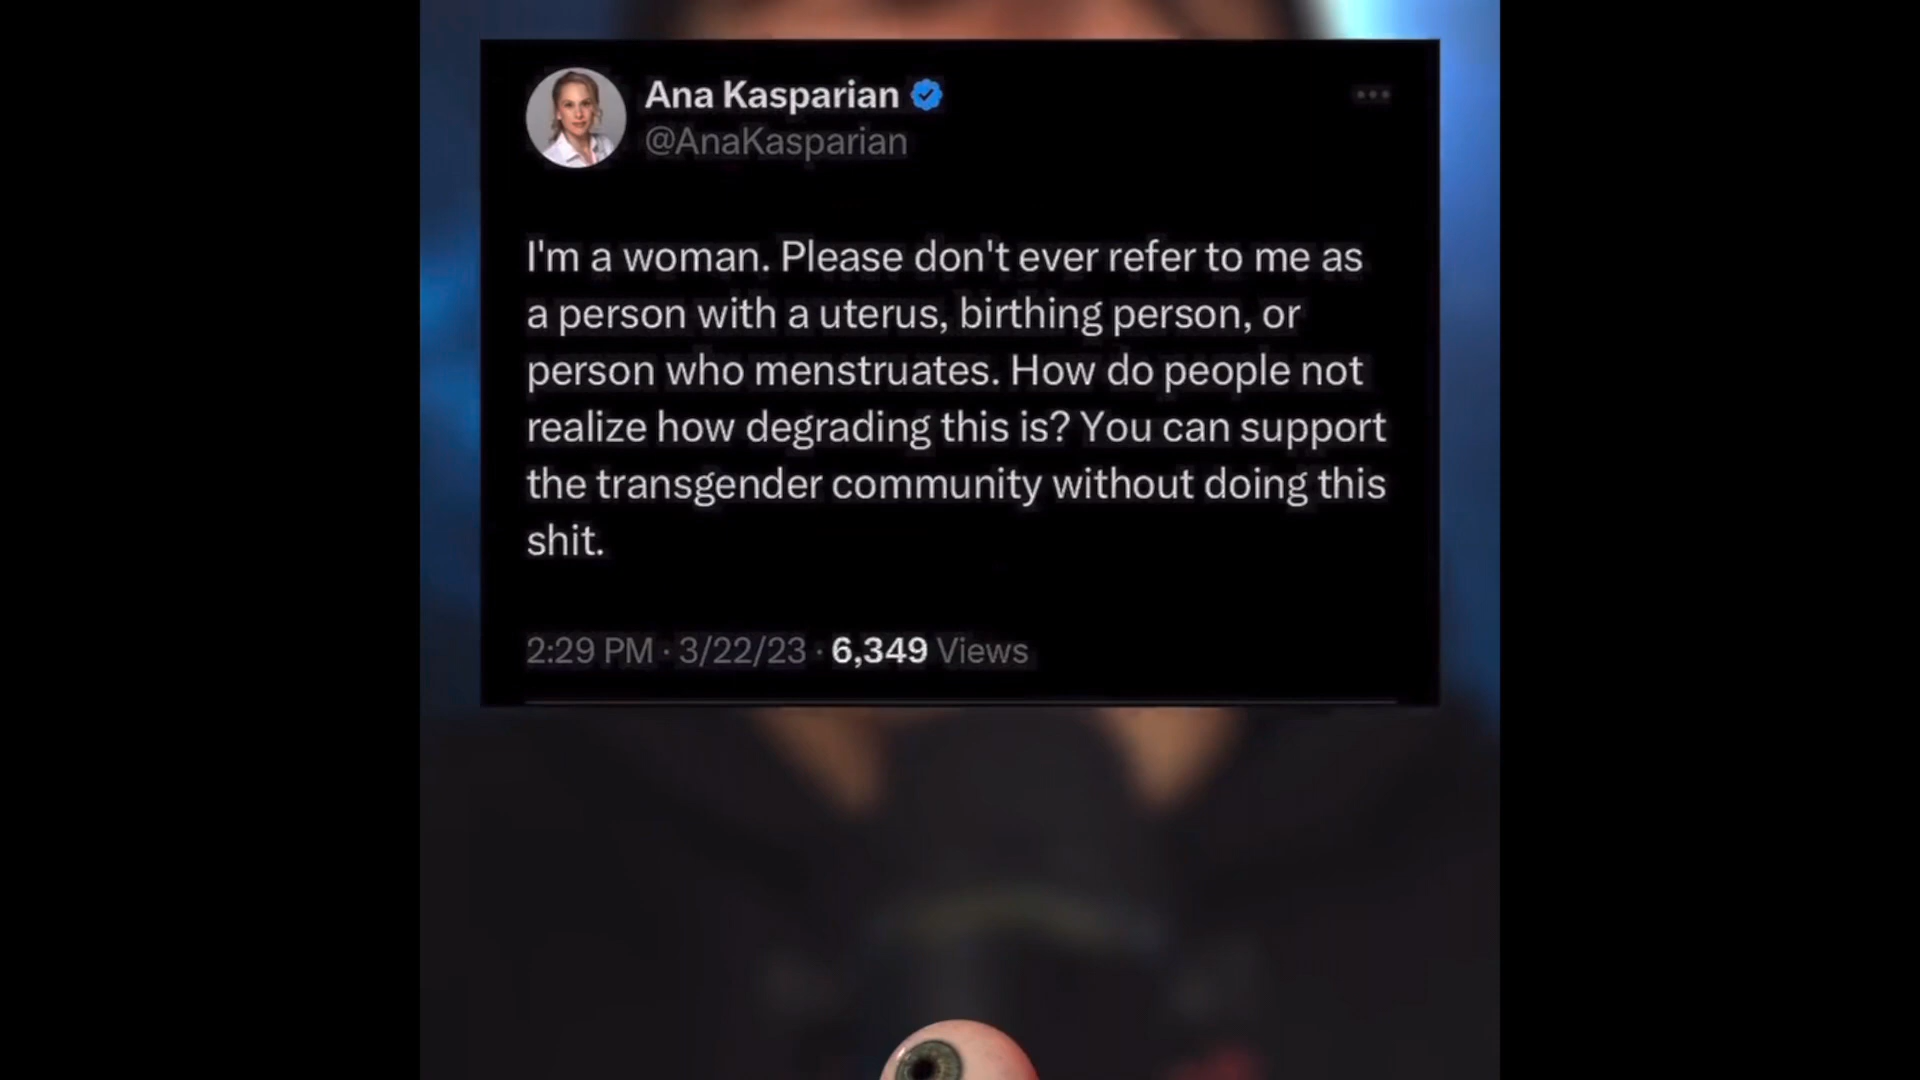 Ana Kasparian
@AnaKasparian
I'm a woman. Please don't ever refer to me as
a person with a uterus, birthing person, or
person who menstruates. How do people not
realize how degrading this is? You can support
the transgender community without doing this
shit.
2:29 PM · 3/22/23 · 6,349 Views